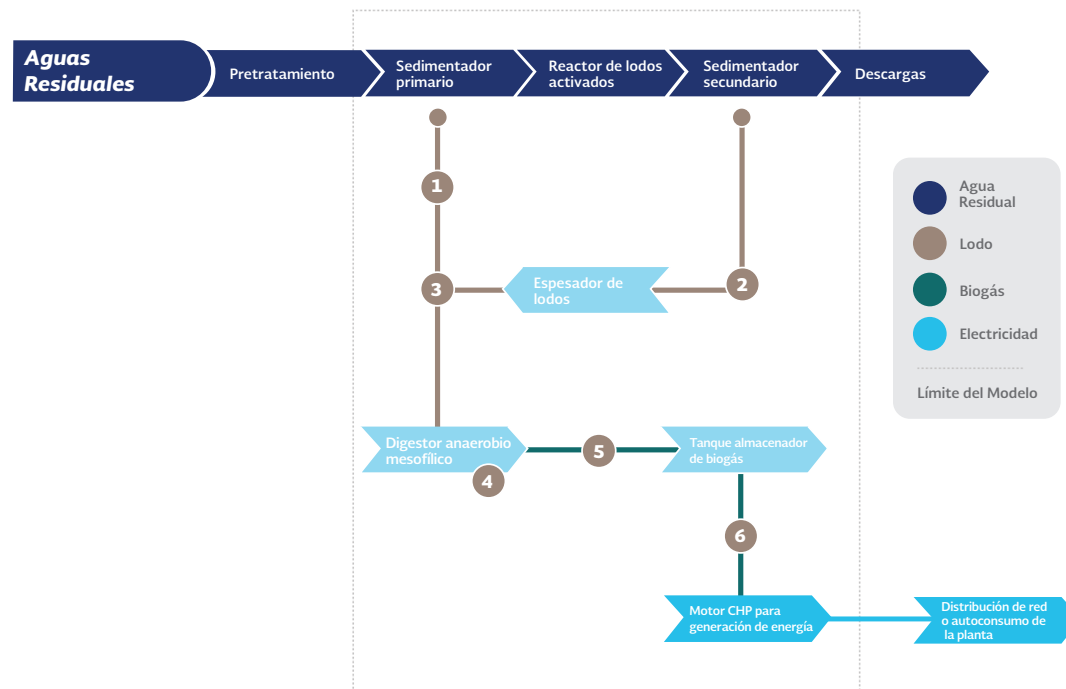 Aguas
Residuales
Pretratamiento
Sedimentador
primario
Reactor de lodos
activados
Sedimentador
secundario
Descargas
1
2
3
Espesador de
lodos
Digestor anaerobio
mesofílico
4
5
Tanque almacenador
de biogás
6
Motor CHP para
generación de energía
Distribución de red
o autoconsumo de
la planta
Agua
Residual
Lodo
Biogás
Electricidad
Límite del Modelo